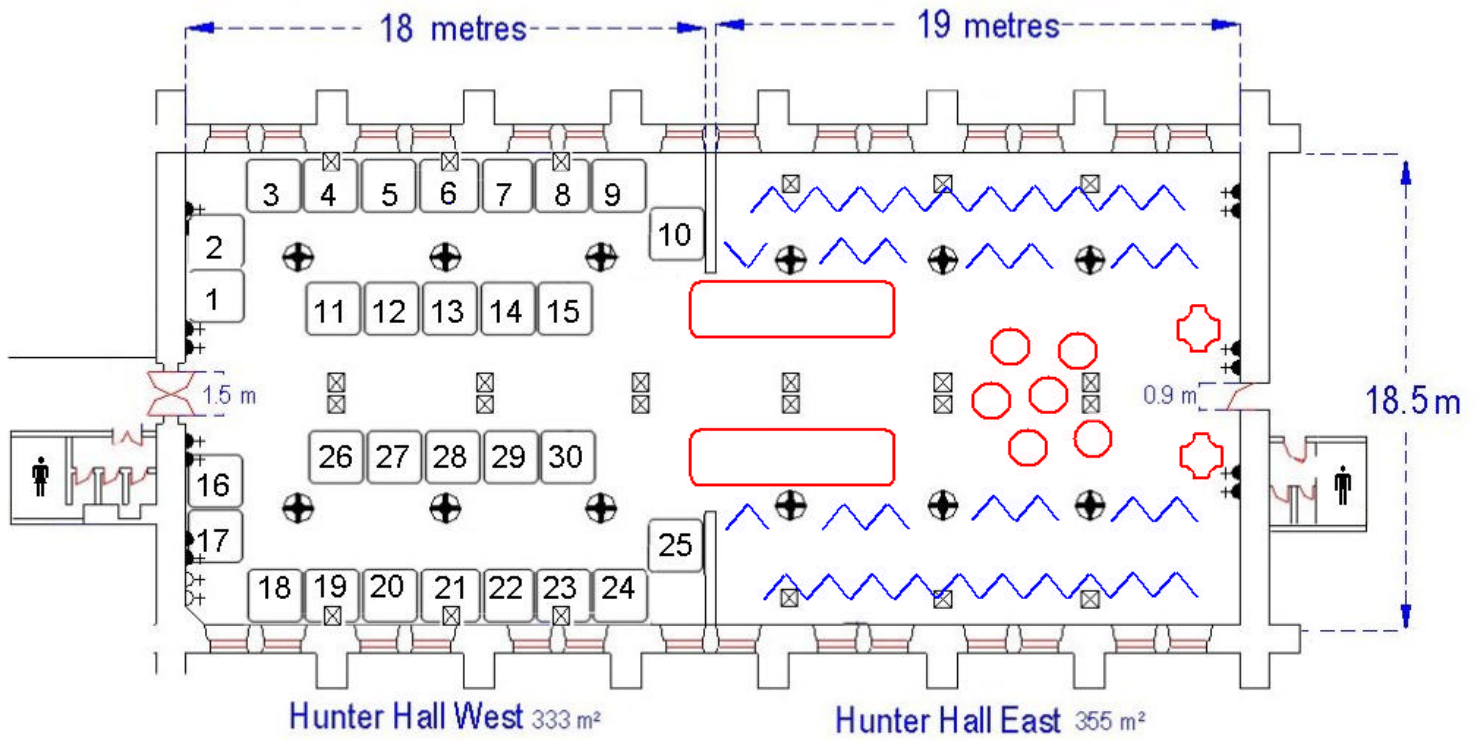 18 metres
19 metres
3 4 5 6 7 8 9
2 10
1 11 12 13 14 15
1.5 m 0.9 m 18.5m
26 27 28 29 30
16
17 25
18 19 20 21 22 23 24
Hunter Hall West 333 m²
Hunter Hall East 355 m²